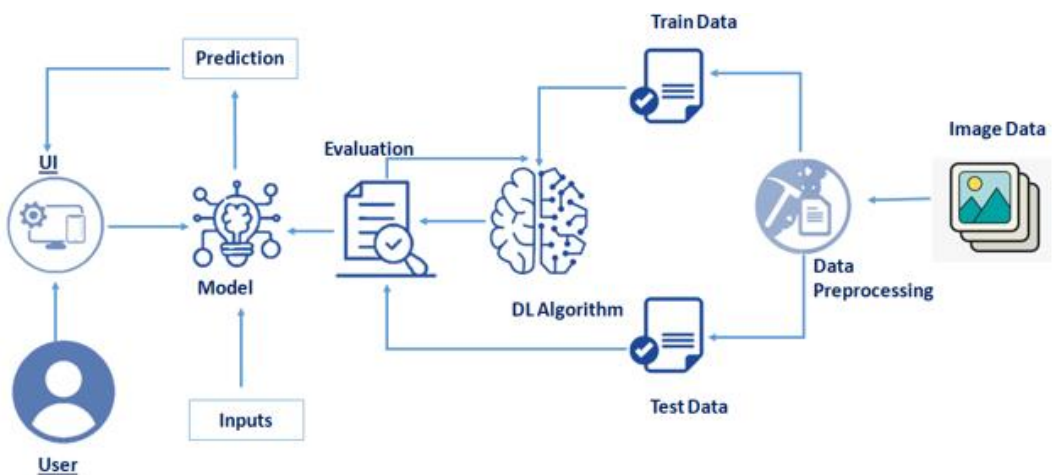 Train Data
Prediction
Image Data
Evaluation
UI
Model
DL Algorithm
Data
Preprocessing
Inputs
Test Data
User